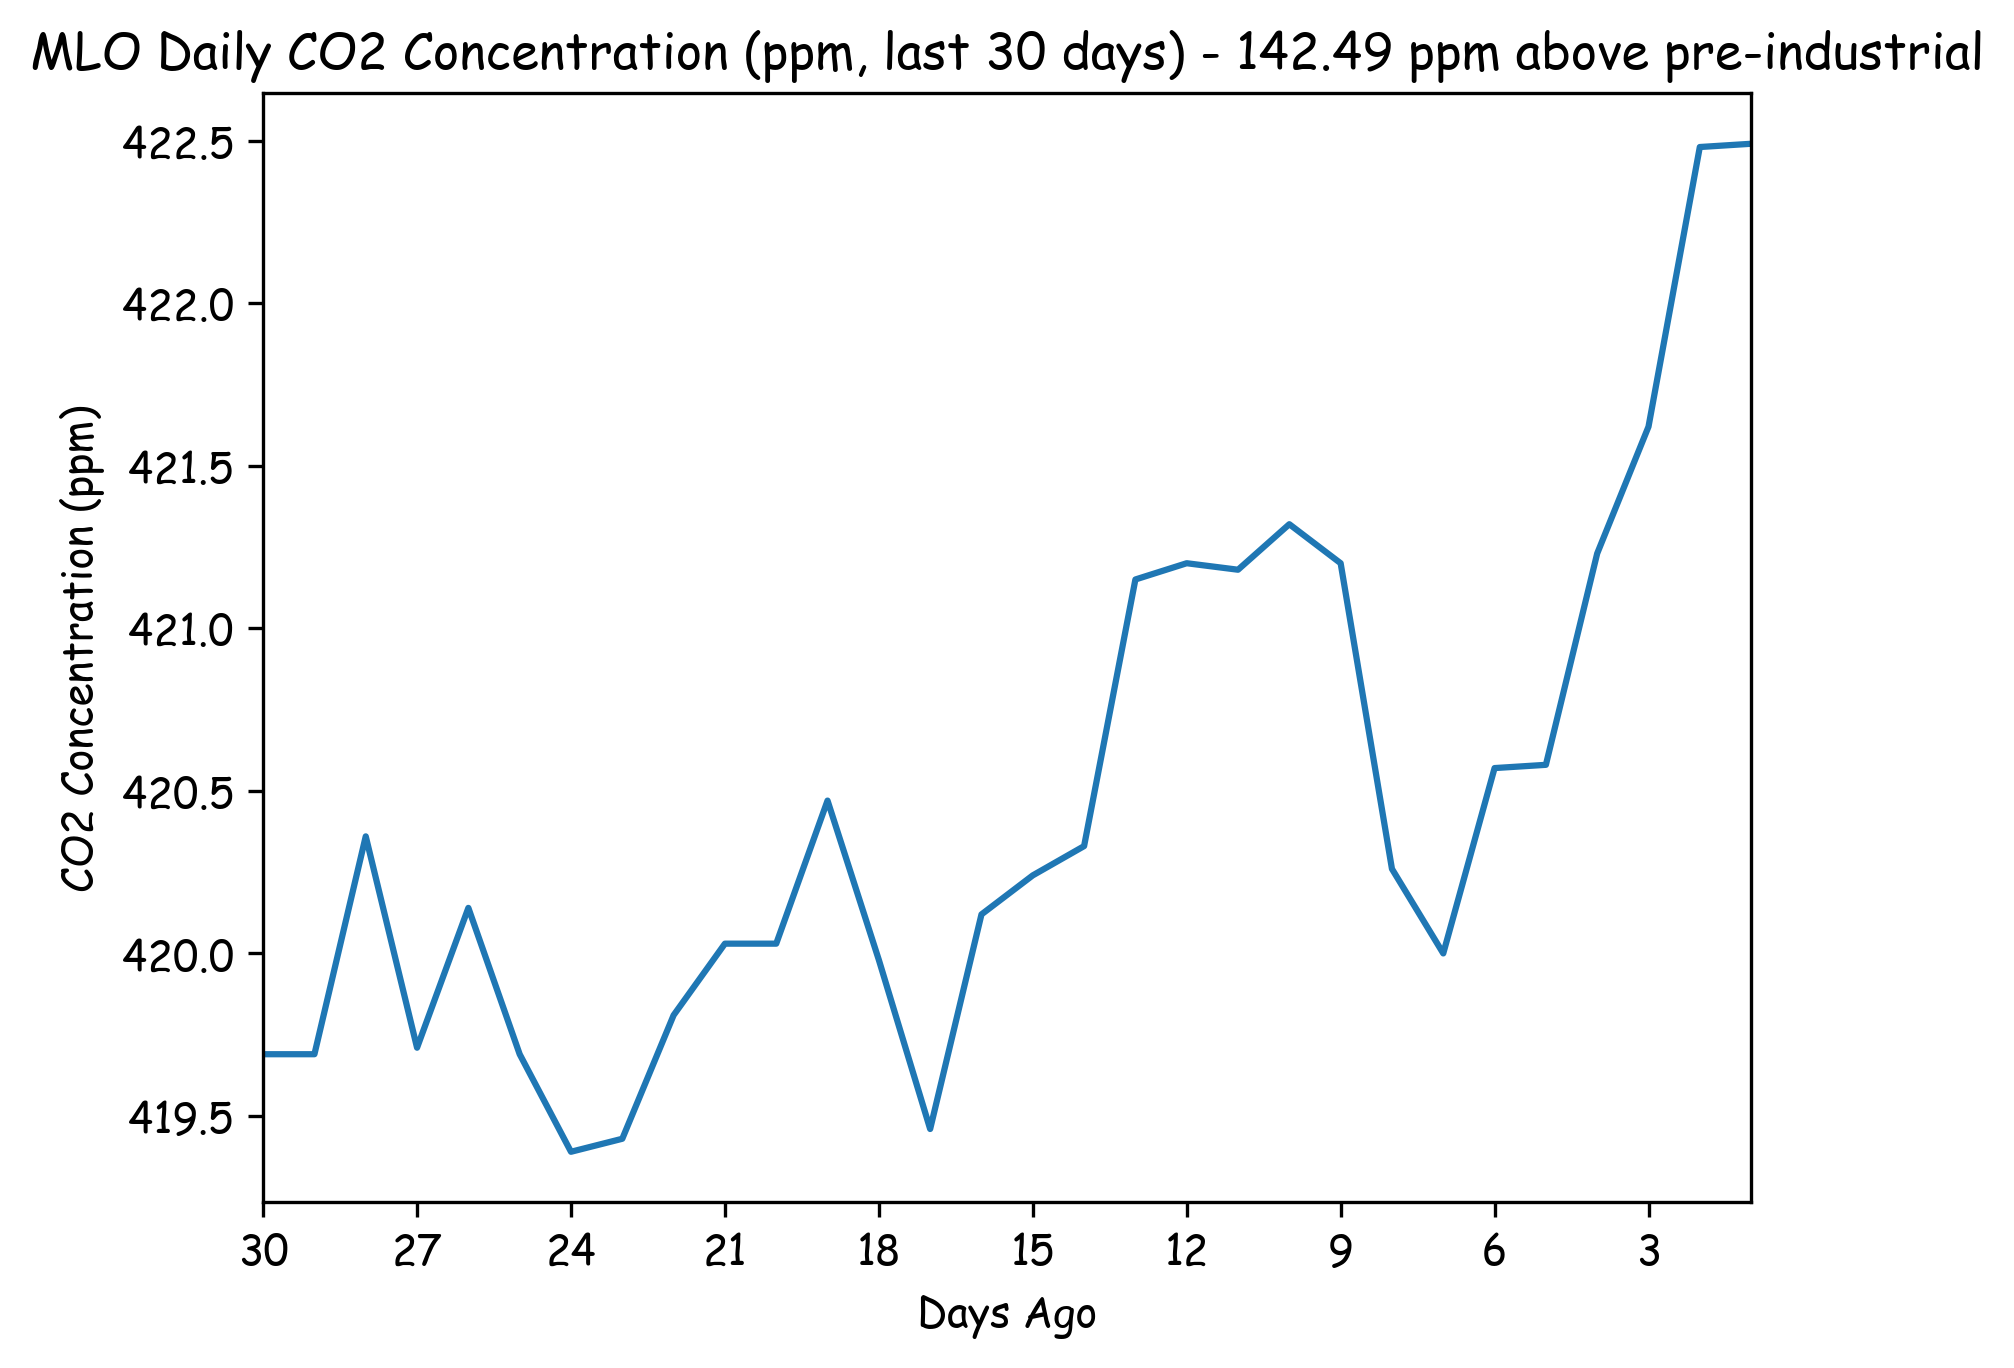 MLO Daily CO2 Concentration (ppm, last 30 days) - 142.49 ppm above pre-industrial
422.5
422.0
421.5
421.0
420.5
420.0
419.5
CO2 Concentration (ppm)
30 27 24 21 18 15 12 9 6 3
Days Ago